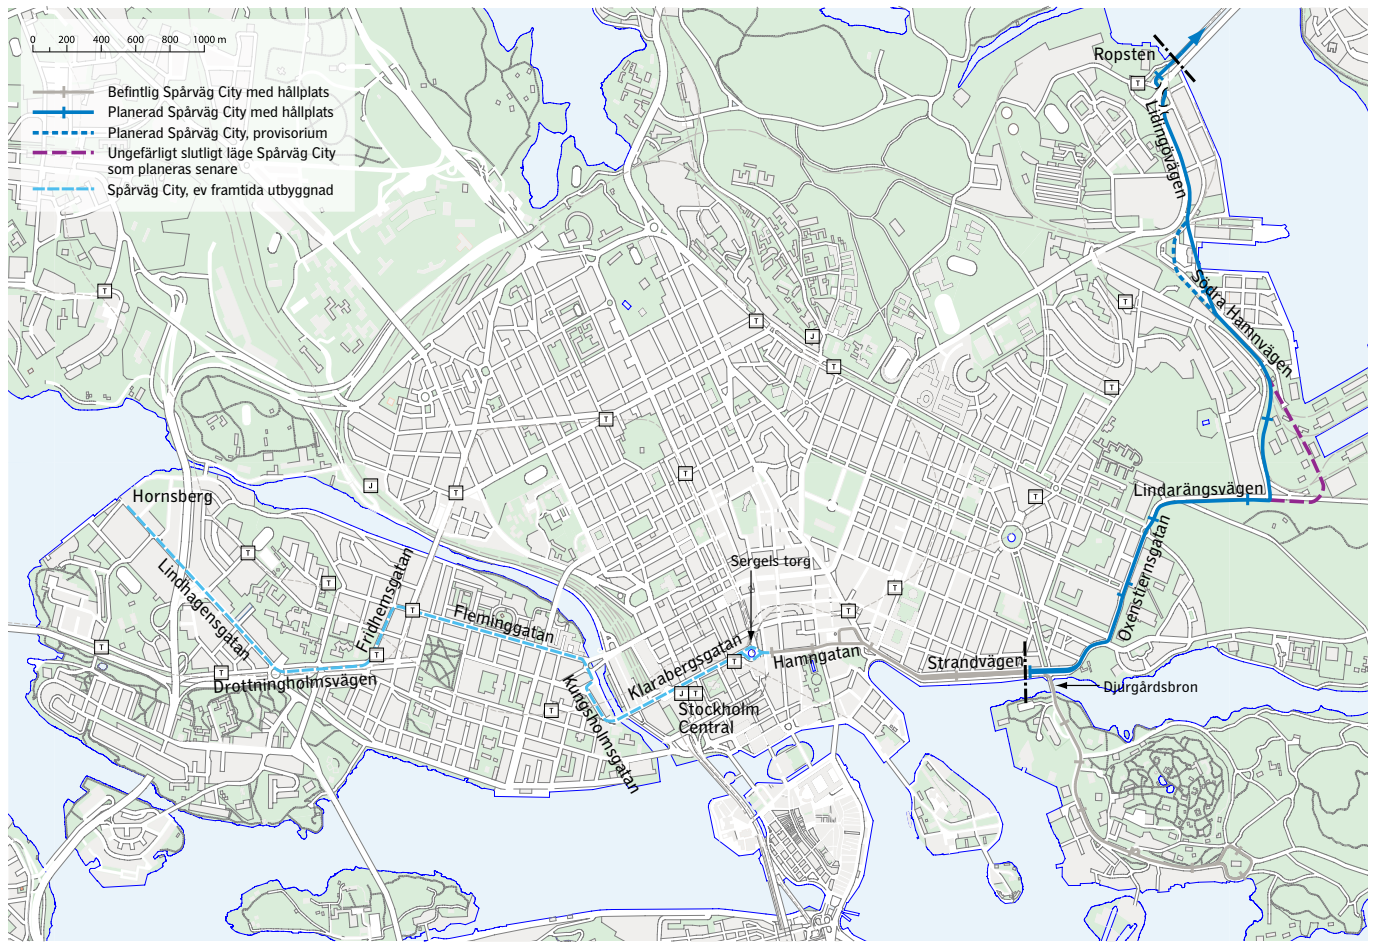 0 200 400 600 800 1000 m
Befintlig Spårväg City med hållplats
Planerad Spårväg City med hållplats
Planerad Spårväg City, provisorium
Ungefärligt slutligt läge Spårväg City
som planeras senare
Spårväg City, ev framtida utbyggnad
Ropsten
T
Lidingövägen
Södra Hamnvägen
T
T
T
J
T
T
T
T
J
T
T
Hornsberg
Lindarängsvägen
Oxenstiernsgatan
Sergels torg
T
T
Lindhagensgatan
Fridhemsgatan
Fleminggatan
T
T
T
T
T
T
Drottningholmsvägen
Klarabergsgatan
T
Hamngatan
Strandvägen
Djurgårdsbron
Kungsholmsgatan
T
J T
Stockholm
Central